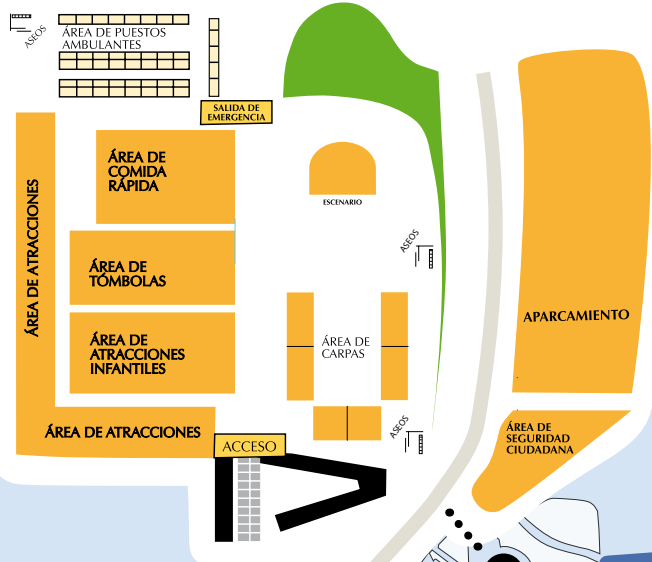 ASEOS
ÁREA DE PUESTOS
AMBULANTES
SALIDA DE
EMERGENCIA
ÁREA DE
COMIDA
RÁPIDA
ESCENARIO
ÁREA DE ATRACCIONES
ASEOS
ÁREA DE
TÓMBOLAS
APARCAMIENTO
ÁREA DE
ATRACCIONES
INFANTILES
ÁREA DE
CARPAS
ÁREA DE ATRACCIONES
ACCESO
ASEOS
ÁREA DE
SEGURIDAD
CIUDADANA